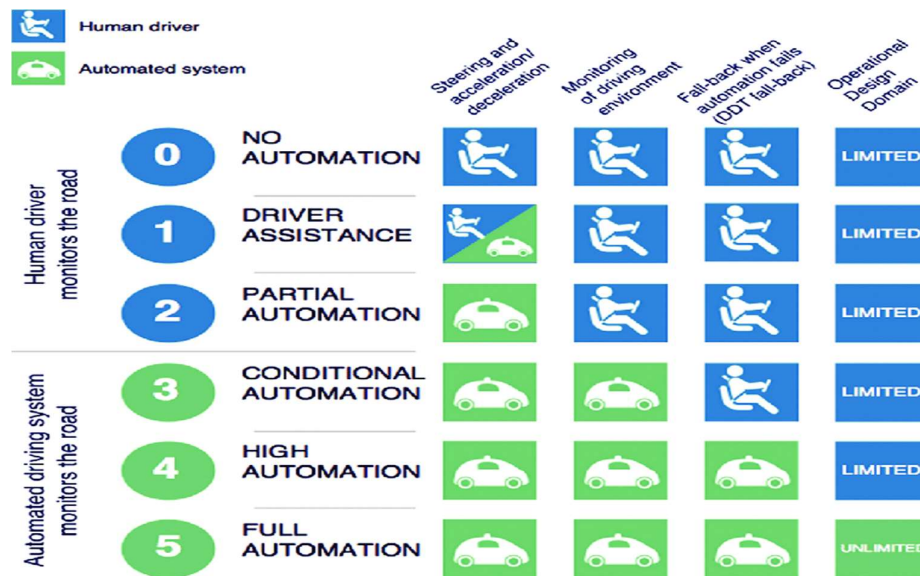 Human driver
Automated system
Steering and
acceleration/
deceleration
Monitoring
of driving
environment
Fall-back when
automation fails
(DDT fall-back)
Operational
Design
Domain
Human driver
monitors the road
0
NO
AUTOMATION
LIMITED
1
DRIVER
ASSISTANCE
LIMITED
2
PARTIAL
AUTOMATION
LIMITED
Automated driving system
monitors the road
3
CONDITIONAL
AUTOMATION
LIMITED
4
HIGH
AUTOMATION
LIMITED
5
FULL
AUTOMATION
UNLIMITED